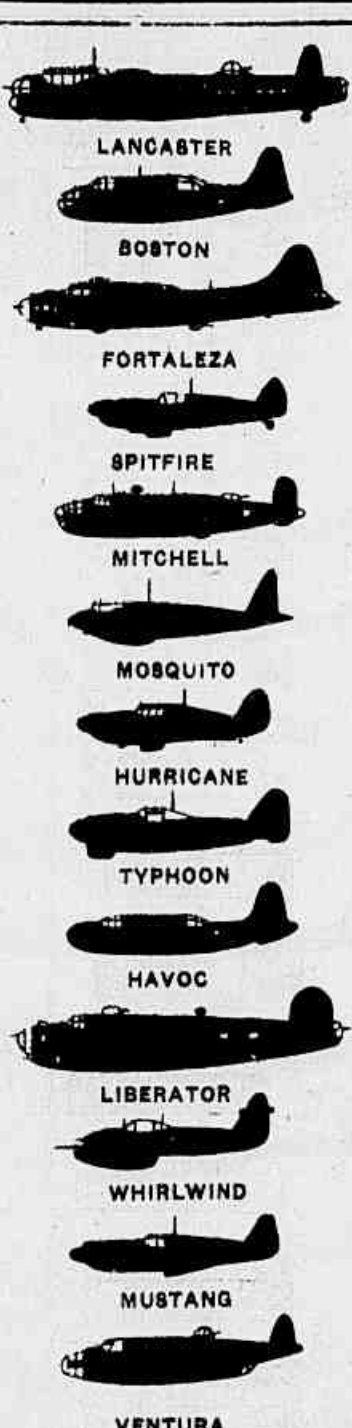 LANCASTER
BOSTON
FORTALEZA
SPITFIRE
MITCHELL
MOSQUITO
HURRICANE
TYPHOON
HAVOC
LIBERATOR
WHIRLWIND
MUSTANG
VENTURA